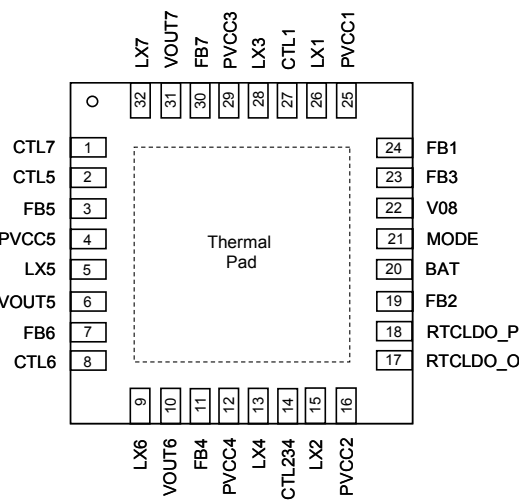 LX7
VOUT7
FB7
PVCC3
LX3
CTL1
LX1
PVCC1
32
31
30
29
28
27
26
25
CTL7 1
CTL5 2
FB5 3
PVCC5 4
LX5 5
VOUT5 6
FB6 7
CTL6 8
Thermal
Pad
24 FB1
23 FB3
22 V08
21 MODE
20 BAT
19 FB2
18 RTCLDO_P
17 RTCLDO_O
9
10
11
12
13
14
15
16
LX6
VOUT6
FB4
PVCC4
LX4
CTL234
LX2
PVCC2